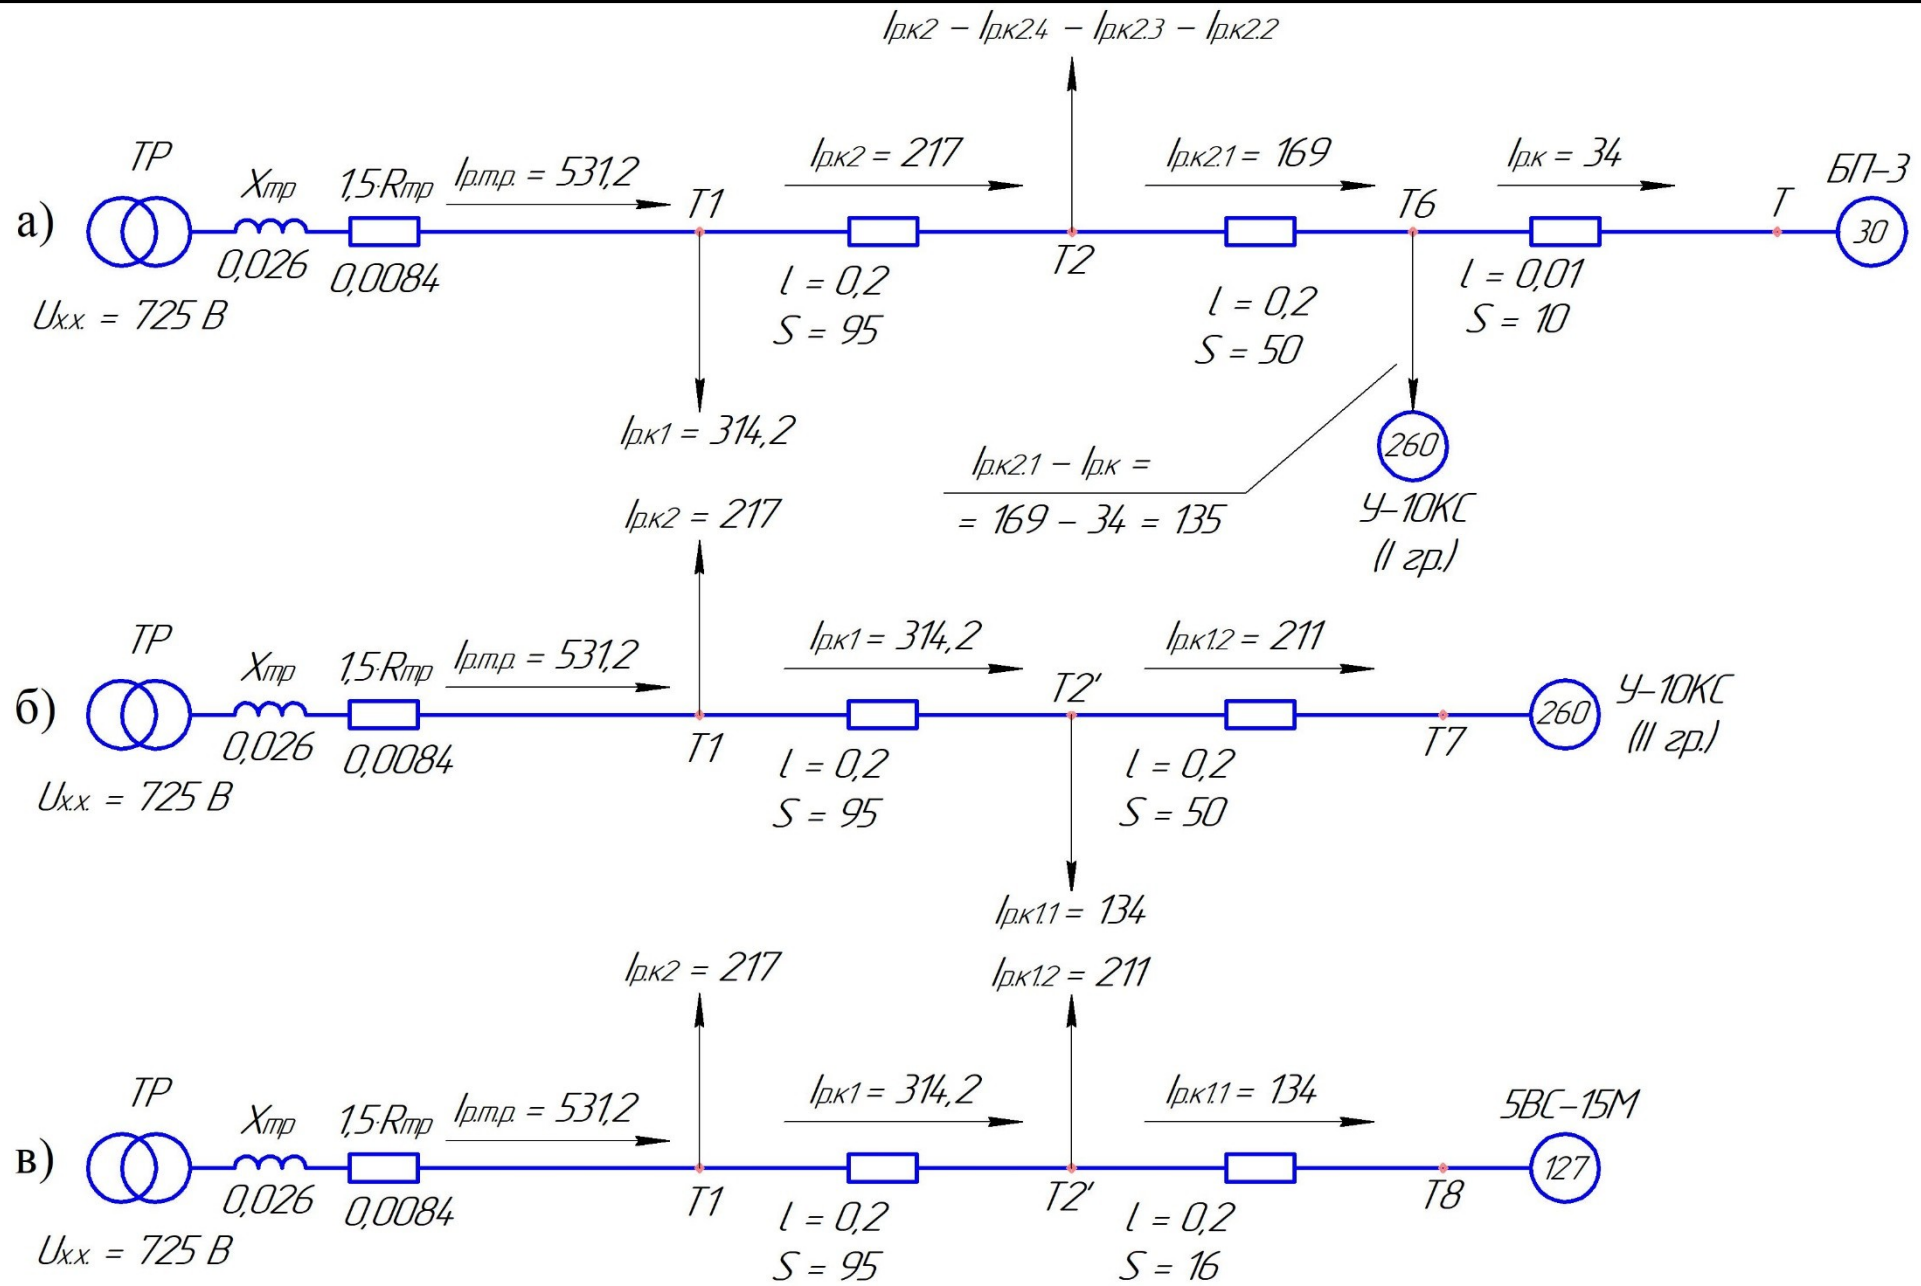 Iр.к2 – Iр.к2.4 – Iр.к2.3 – Iр.к2.2
а)
ТР
Xтр
1,5·Rтр
Iр.тр. = 531,2
Т1
Iр.к2 = 217
Iр.к2.1 = 169
Т6
Iр.к = 34
Т
БП–3
30
0,026
0,0084
Uх.х. = 725 В
l = 0,2
S = 95
Т2
l = 0,2
S = 50
l = 0,01
S = 10
Iр.к1 = 314,2
Iр.к2.1 – Iр.к =
= 169 – 34 = 135
260
У–10КС
(I гр.)
Iр.к2 = 217
б)
ТР
Xтр
1,5·Rтр
Iр.тр. = 531,2
Iр.к1 = 314,2
Т2'
Iр.к1.2 = 211
260
У–10КС
(II гр.)
0,026
0,0084
Т1
Т7
Uх.х. = 725 В
l = 0,2
S = 95
l = 0,2
S = 50
Iр.к1.1 = 134
Iр.к2 = 217
Iр.к1.2 = 211
в)
ТР
Xтр
1,5·Rтр
Iр.тр. = 531,2
Iр.к1 = 314,2
Iр.к1.1 = 134
5ВС–15М
127
0,026
0,0084
Т1
Т2'
Т8
Uх.х. = 725 В
l = 0,2
S = 95
l = 0,2
S = 16